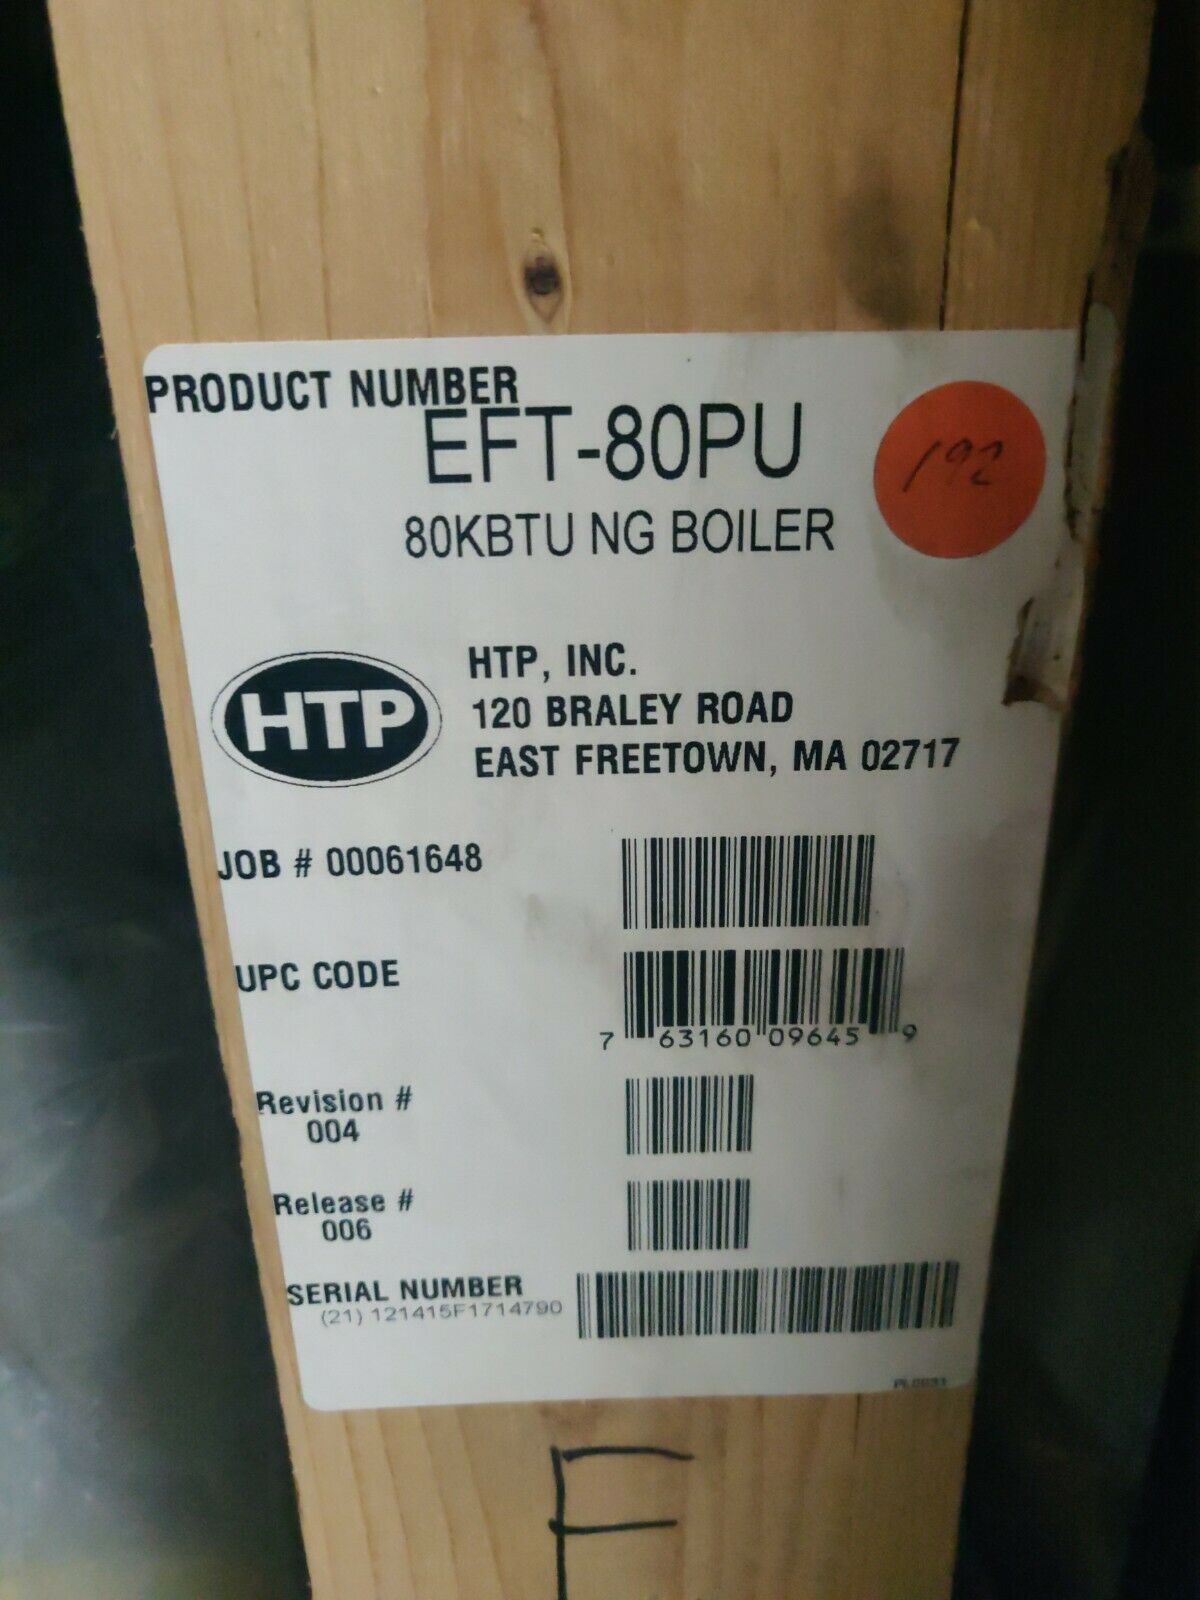 PRODUCT NUMBER
EFT-80PU
192
80KBTU NG BOILER
HTP
HTP, INC.
120 BRALEY ROAD
EAST FREETOWN, MA 02717
JOB # 00061648
UPC CODE
7 63160 09645 9
Revision #
004
Release #
006
SERIAL NUMBER
(21) 121415F1714790
F